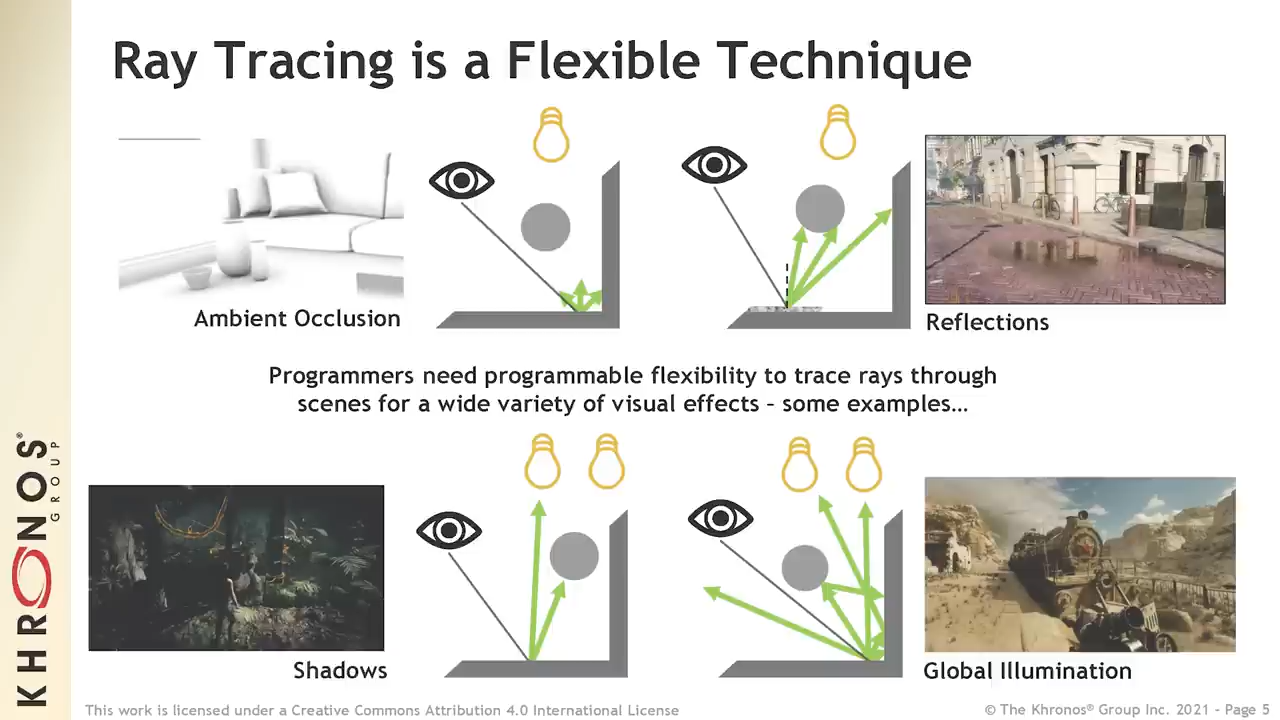 Ray Tracing is a Flexible Technique
Ambient Occlusion
Reflections
Programmers need programmable flexibility to trace rays through
scenes for a wide variety of visual effects – some examples…
Shadows
Global Illumination
KHRONOS®
GROUP
This work is licensed under a Creative Commons Attribution 4.0 International License
© The Khronos® Group Inc. 2021 - Page 5